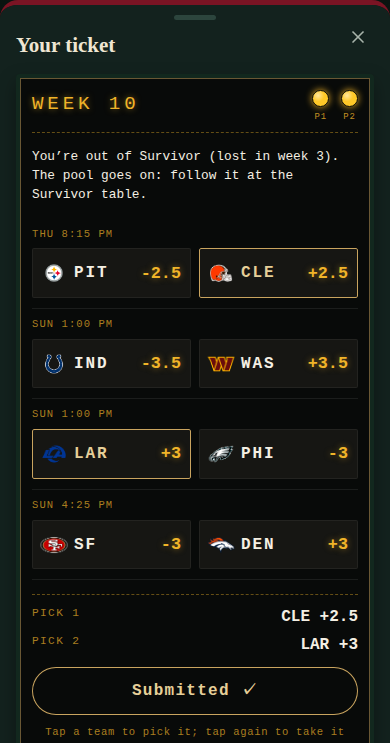 Your ticket
WEEK 10
P1 P2
You're out of Survivor (lost in week 3).
The pool goes on: follow it at the
Survivor table.
THU 8:15 PM
PIT -2.5 CLE +2.5
SUN 1:00 PM
IND -3.5 WAS +3.5
SUN 1:00 PM
LAR +3 PHI -3
SUN 4:25 PM
SF -3 DEN +3
PICK 1 CLE +2.5
PICK 2 LAR +3
Submitted ✓
Tap a team to pick it; tap again to take it